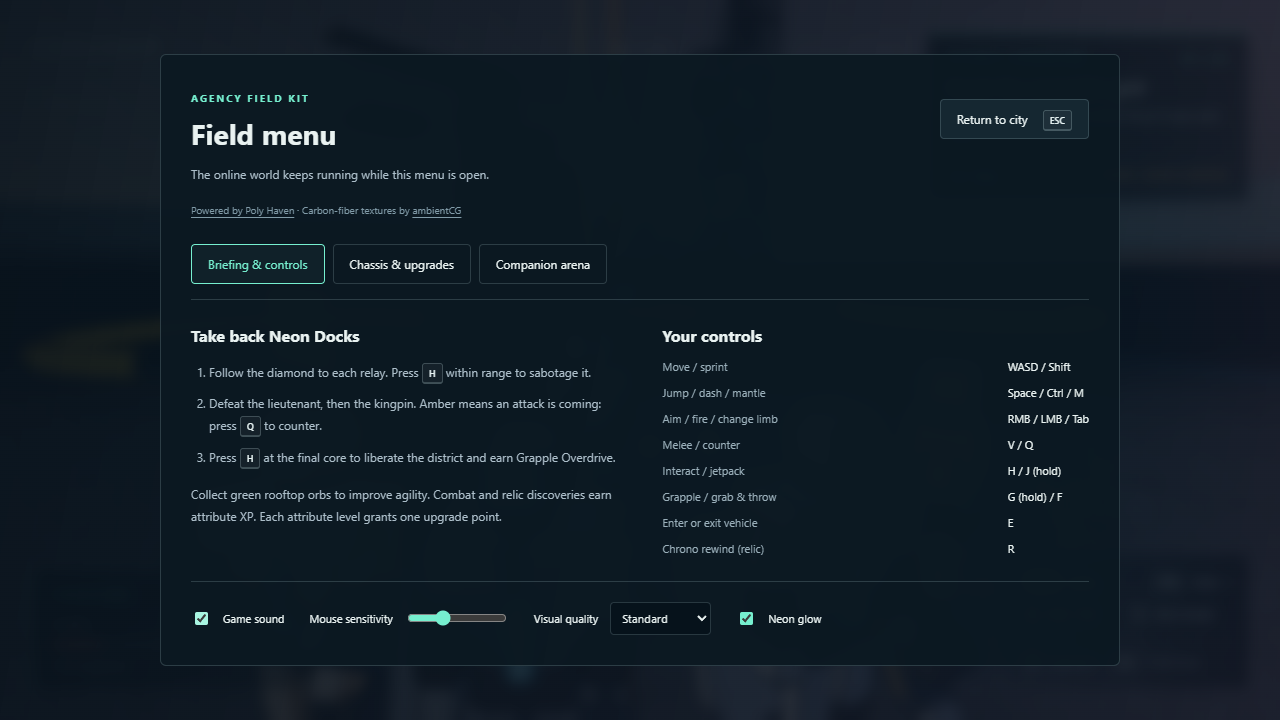 AGENCY FIELD KIT
Field menu
Return to city ESC
The online world keeps running while this menu is open.
Powered by Poly Haven · Carbon-fiber textures by ambientCG
Briefing & controls
Chassis & upgrades
Companion arena
Take back Neon Docks
1. Follow the diamond to each relay. Press H within range to sabotage it.
2. Defeat the lieutenant, then the kingpin. Amber means an attack is coming:
press Q to counter.
3. Press H at the final core to liberate the district and earn Grapple Overdrive.
Collect green rooftop orbs to improve agility. Combat and relic discoveries earn
attribute XP. Each attribute level grants one upgrade point.
Your controls
Move / sprint WASD / Shift
Jump / dash / mantle Space / Ctrl / M
Aim / fire / change limb RMB / LMB / Tab
Melee / counter V / Q
Interact / jetpack H / J (hold)
Grapple / grab & throw G (hold) / F
Enter or exit vehicle E
Chrono rewind (relic) R
Game sound
Mouse sensitivity
Visual quality Standard
Neon glow